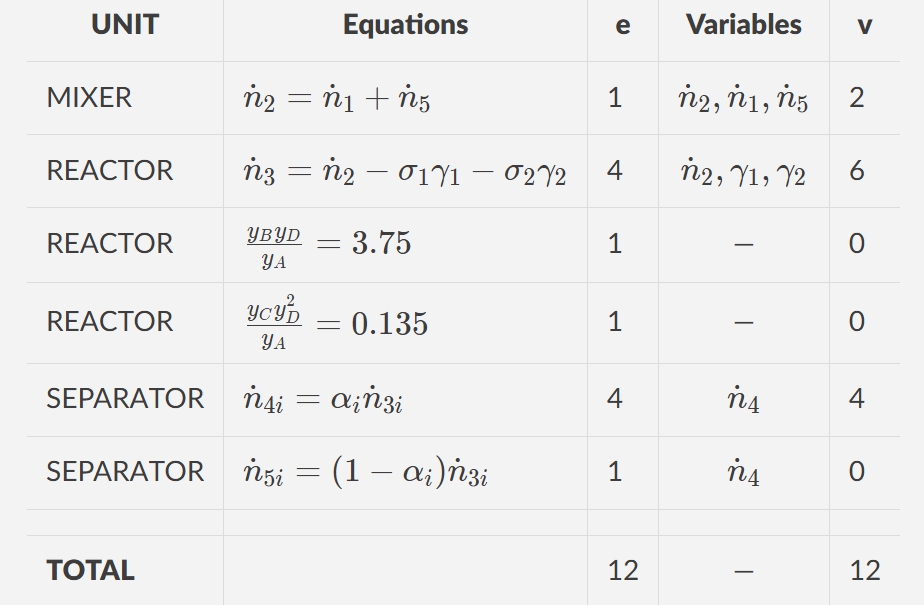 UNIT Equations e Variables v
MIXER ṅ₂ = ṅ₁ + ṅ₅ 1 ṅ₂, ṅ₁, ṅ₅ 2
REACTOR ṅ₃ = ṅ₂ − σ₁γ₁ − σ₂γ₂ 4 ṅ₂, γ₁, γ₂ 6
REACTOR y_B y_D / y_A = 3.75 1 − 0
REACTOR y_C y_D² / y_A = 0.135 1 − 0
SEPARATOR ṅ₄ᵢ = αᵢṅ₃ᵢ 4 ṅ₄ 4
SEPARATOR ṅ₅ᵢ = (1 − αᵢ)ṅ₃ᵢ 1 ṅ₄ 0
TOTAL 12 − 12